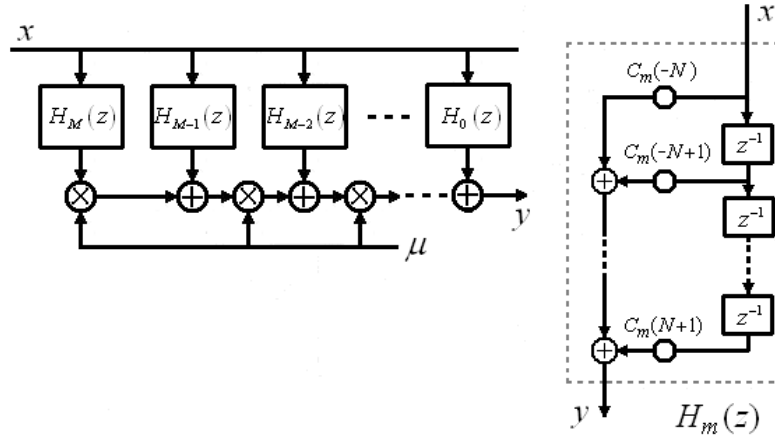 x
H_M(z) H_{M-1}(z) H_{M-2}(z) H_0(z)
y
μ
x
C_m(-N)
z^{-1}
C_m(-N+1)
z^{-1}
C_m(N+1)
z^{-1}
y
H_m(z)